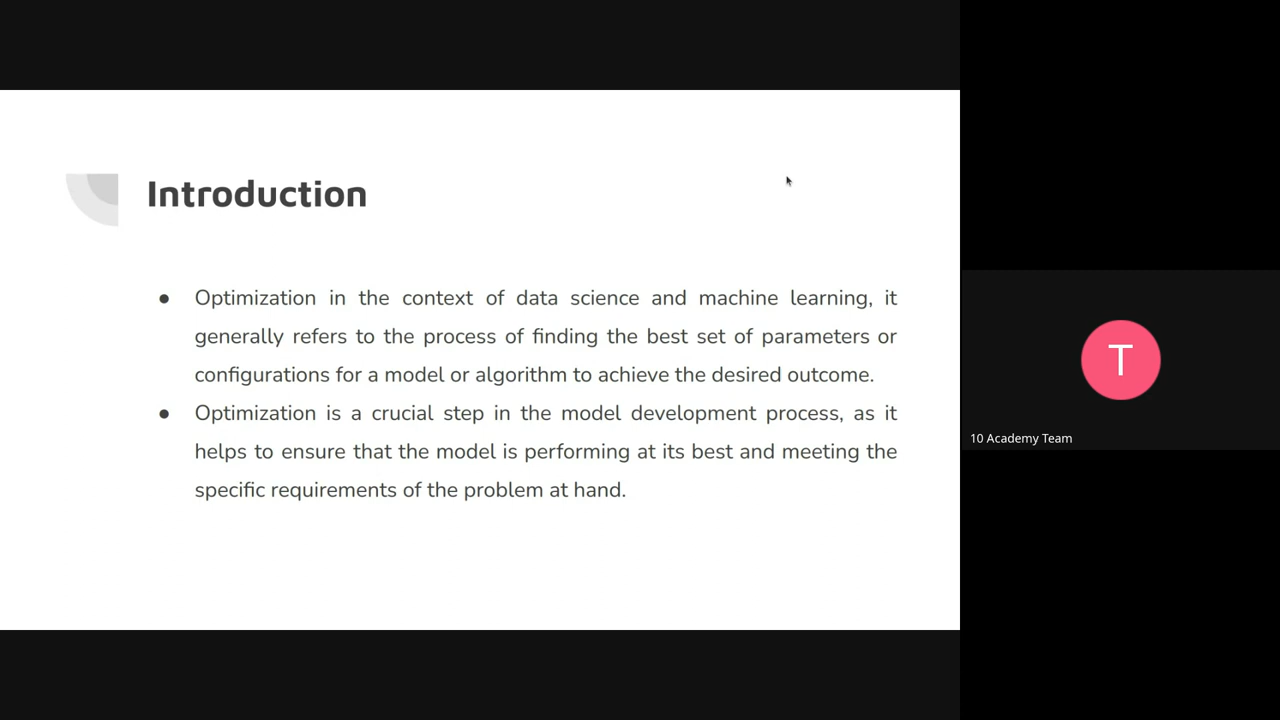 Introduction
● Optimization in the context of data science and machine learning, it
generally refers to the process of finding the best set of parameters or
configurations for a model or algorithm to achieve the desired outcome.
● Optimization is a crucial step in the model development process, as it
helps to ensure that the model is performing at its best and meeting the
specific requirements of the problem at hand.
T
10 Academy Team